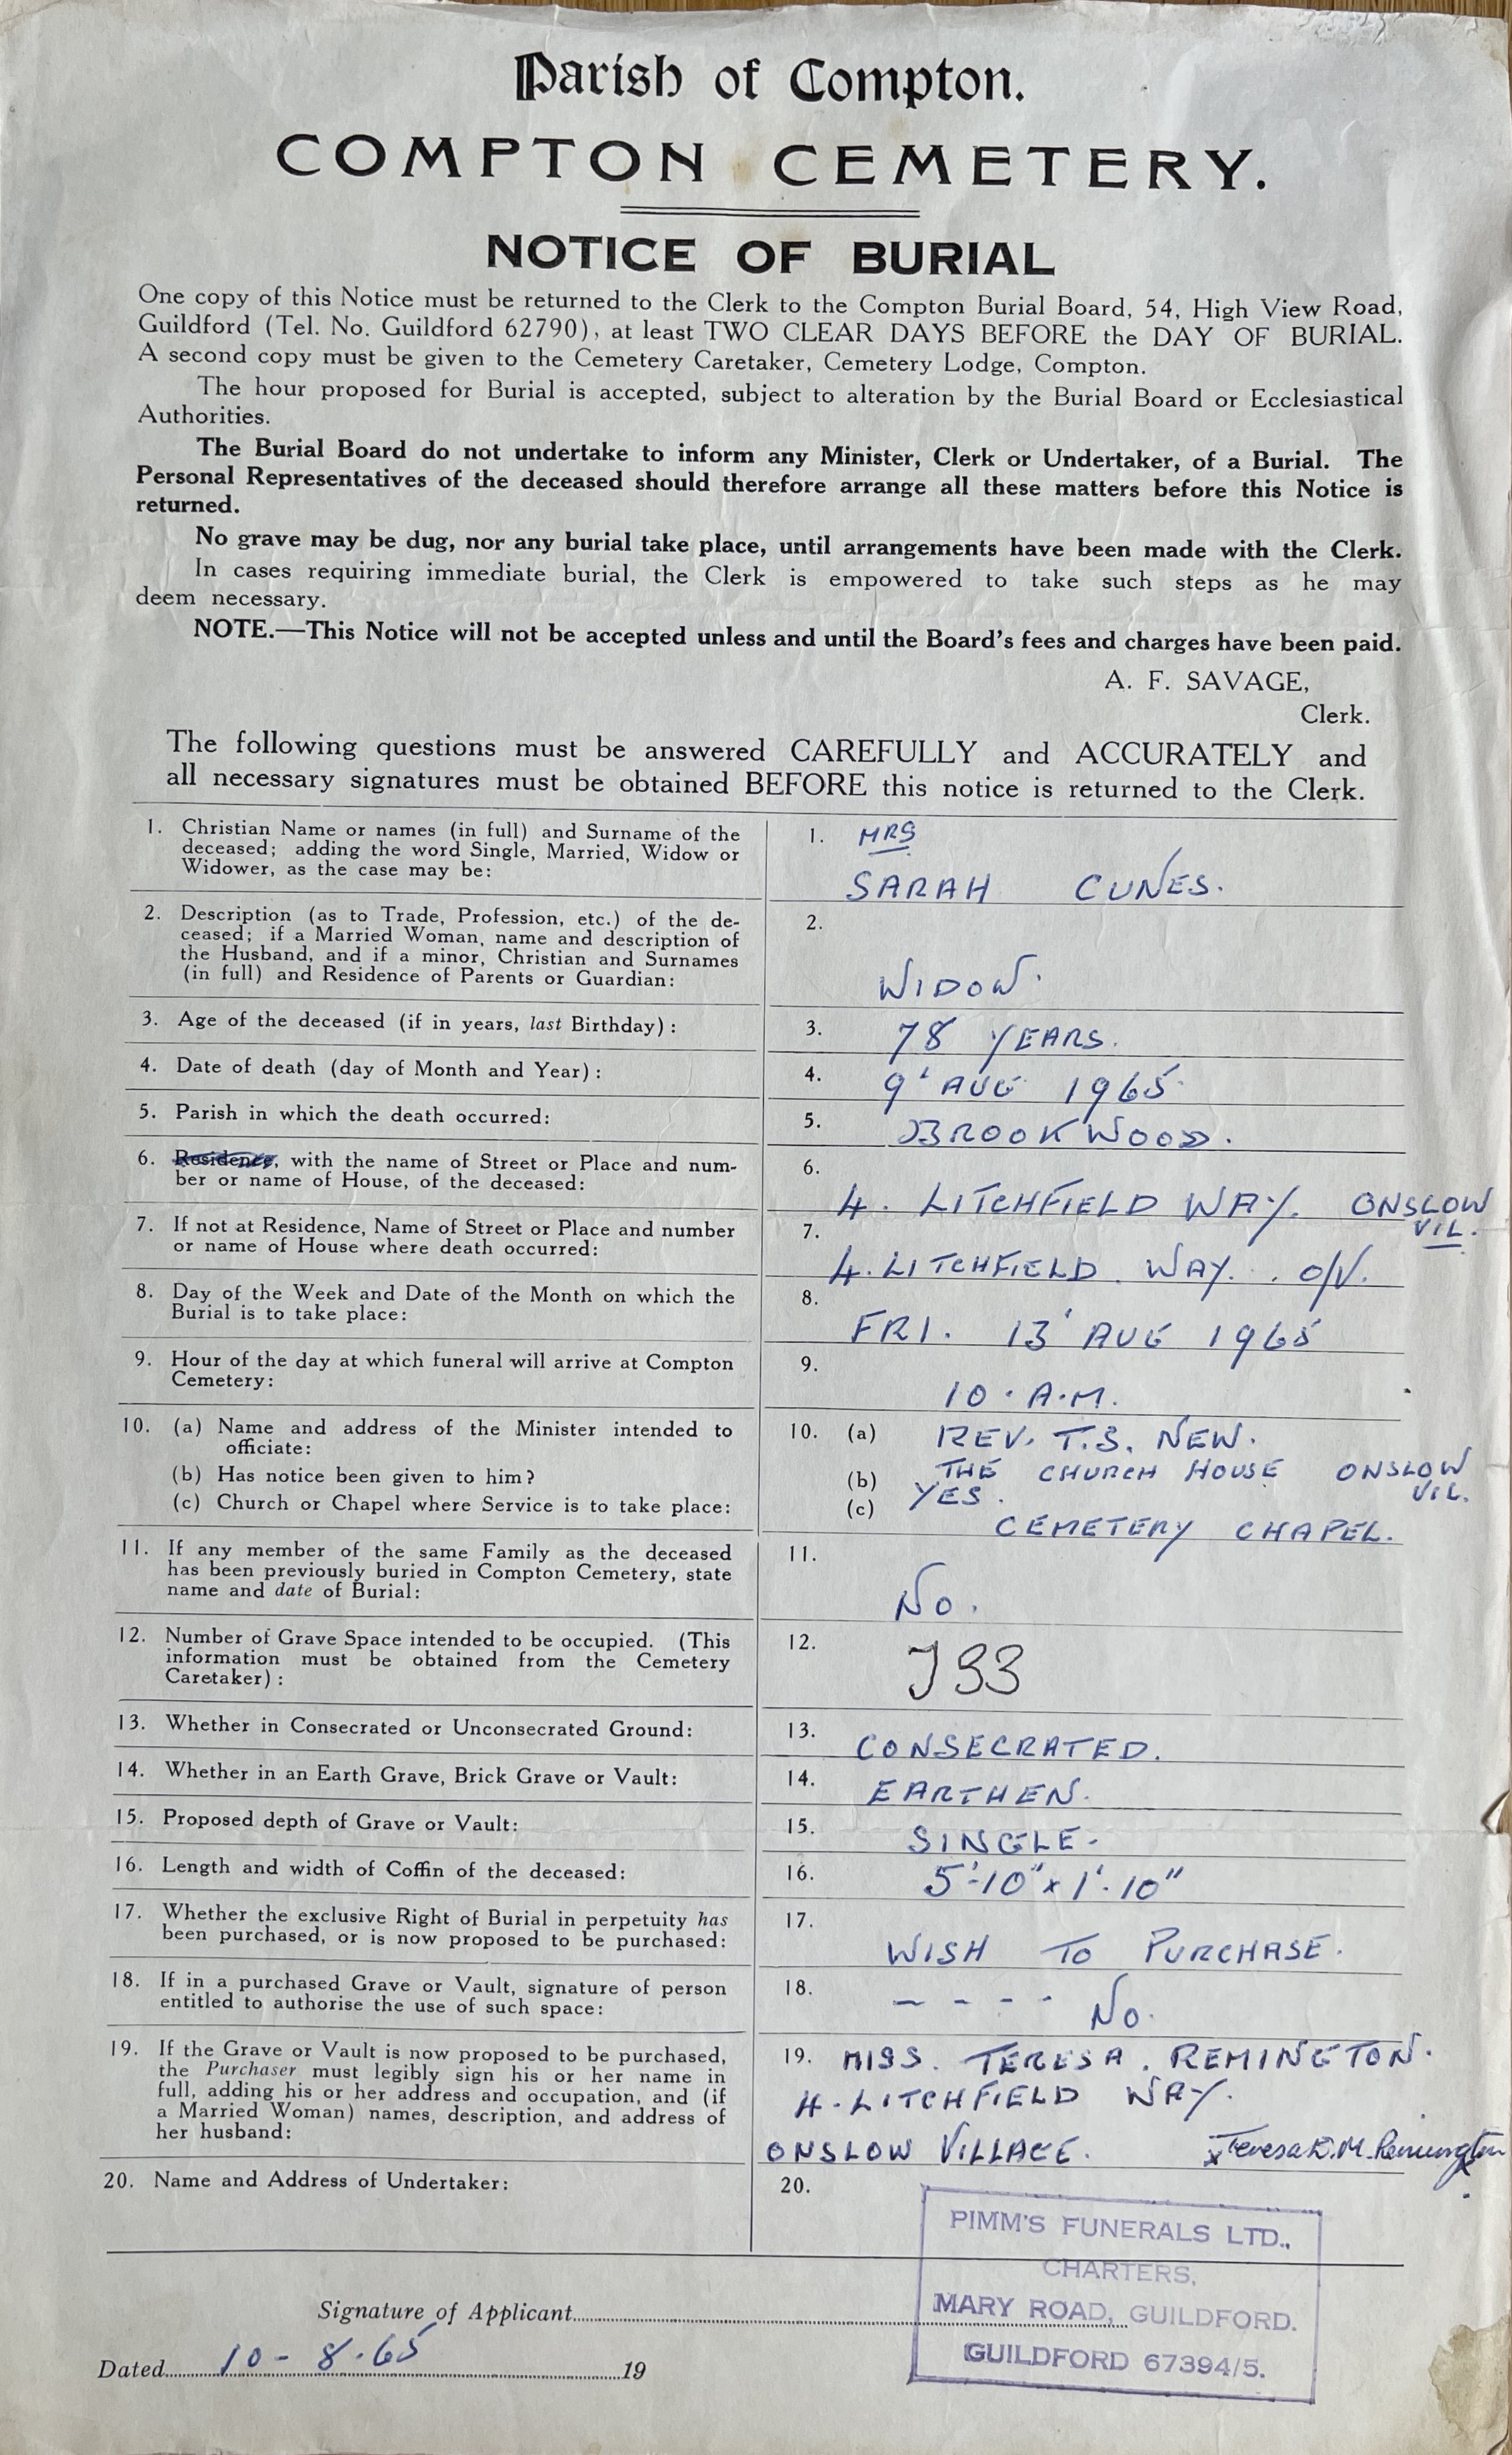 Parish of Compton.
COMPTON CEMETERY.
NOTICE OF BURIAL
One copy of this Notice must be returned to the Clerk to the Compton Burial Board, 54, High View Road,
Guildford (Tel. No. Guildford 62790), at least TWO CLEAR DAYS BEFORE the DAY OF BURIAL.
A second copy must be given to the Cemetery Caretaker, Cemetery Lodge, Compton.
The hour proposed for Burial is accepted, subject to alteration by the Burial Board or Ecclesiastical
Authorities.
The Burial Board do not undertake to inform any Minister, Clerk or Undertaker, of a Burial. The
Personal Representatives of the deceased should therefore arrange all these matters before this Notice is
returned.
No grave may be dug, nor any burial take place, until arrangements have been made with the Clerk.
In cases requiring immediate burial, the Clerk is empowered to take such steps as he may
deem necessary.
NOTE.—This Notice will not be accepted unless and until the Board's fees and charges have been paid.
A. F. SAVAGE,
Clerk.
The following questions must be answered CAREFULLY and ACCURATELY and
all necessary signatures must be obtained BEFORE this notice is returned to the Clerk.
1. Christian Name or names (in full) and Surname of the
deceased; adding the word Single, Married, Widow or
Widower, as the case may be:
1. MRS
SARAH CUNES.
2. Description (as to Trade, Profession, etc.) of the de-
ceased; if a Married Woman, name and description of
the Husband, and if a minor, Christian and Surnames
(in full) and Residence of Parents or Guardian:
2.
WIDOW.
3. Age of the deceased (if in years, last Birthday):
3. 78 YEARS.
4. Date of death (day of Month and Year):
4. 9' AUG 1965
5. Parish in which the death occurred:
5. BROOKWOOD.
6. Residence, with the name of Street or Place and num-
ber or name of House, of the deceased:
6.
4. LITCHFIELD WAY. ONSLOW
VIL.
7. If not at Residence, Name of Street or Place and number
or name of House where death occurred:
7.
4. LITCHFIELD. WAY. . O/V.
8. Day of the Week and Date of the Month on which the
Burial is to take place:
8.
FRI. 13' AUG 1965
9. Hour of the day at which funeral will arrive at Compton
Cemetery:
9.
10. A.M.
10. (a) Name and address of the Minister intended to
officiate:
(b) Has notice been given to him?
(c) Church or Chapel where Service is to take place:
10. (a) REV. T.S. NEW.
THE CHURCH HOUSE ONSLOW
VIL.
(b) YES.
(c) CEMETERY CHAPEL.
11. If any member of the same Family as the deceased
has been previously buried in Compton Cemetery, state
name and date of Burial:
11.
No.
12. Number of Grave Space intended to be occupied. (This
information must be obtained from the Cemetery
Caretaker):
12.
13. Whether in Consecrated or Unconsecrated Ground:
13. CONSECRATED.
14. Whether in an Earth Grave, Brick Grave or Vault:
14. EARTHEN.
15. Proposed depth of Grave or Vault:
15. SINGLE-
16. Length and width of Coffin of the deceased:
16. 5'-10" x 1'-10"
17. Whether the exclusive Right of Burial in perpetuity has
been purchased, or is now proposed to be purchased:
17.
WISH TO PURCHASE.
18. If in a purchased Grave or Vault, signature of person
entitled to authorise the use of such space:
18. - - - - No.
19. If the Grave or Vault is now proposed to be purchased,
the Purchaser must legibly sign his or her name in
full, adding his or her address and occupation, and (if
a Married Woman) names, description, and address of
her husband:
19. MISS. TERESA. REMINGTON.
4. LITCHFIELD WAY.
ONSLOW VILLAGE. x Teresa E.M. Remington
20. Name and Address of Undertaker:
20.
PIMM'S FUNERALS LTD.,
CHARTERS,
MARY ROAD, GUILDFORD.
GUILDFORD 67394/5.
Signature of Applicant
Dated 10-8.65 19